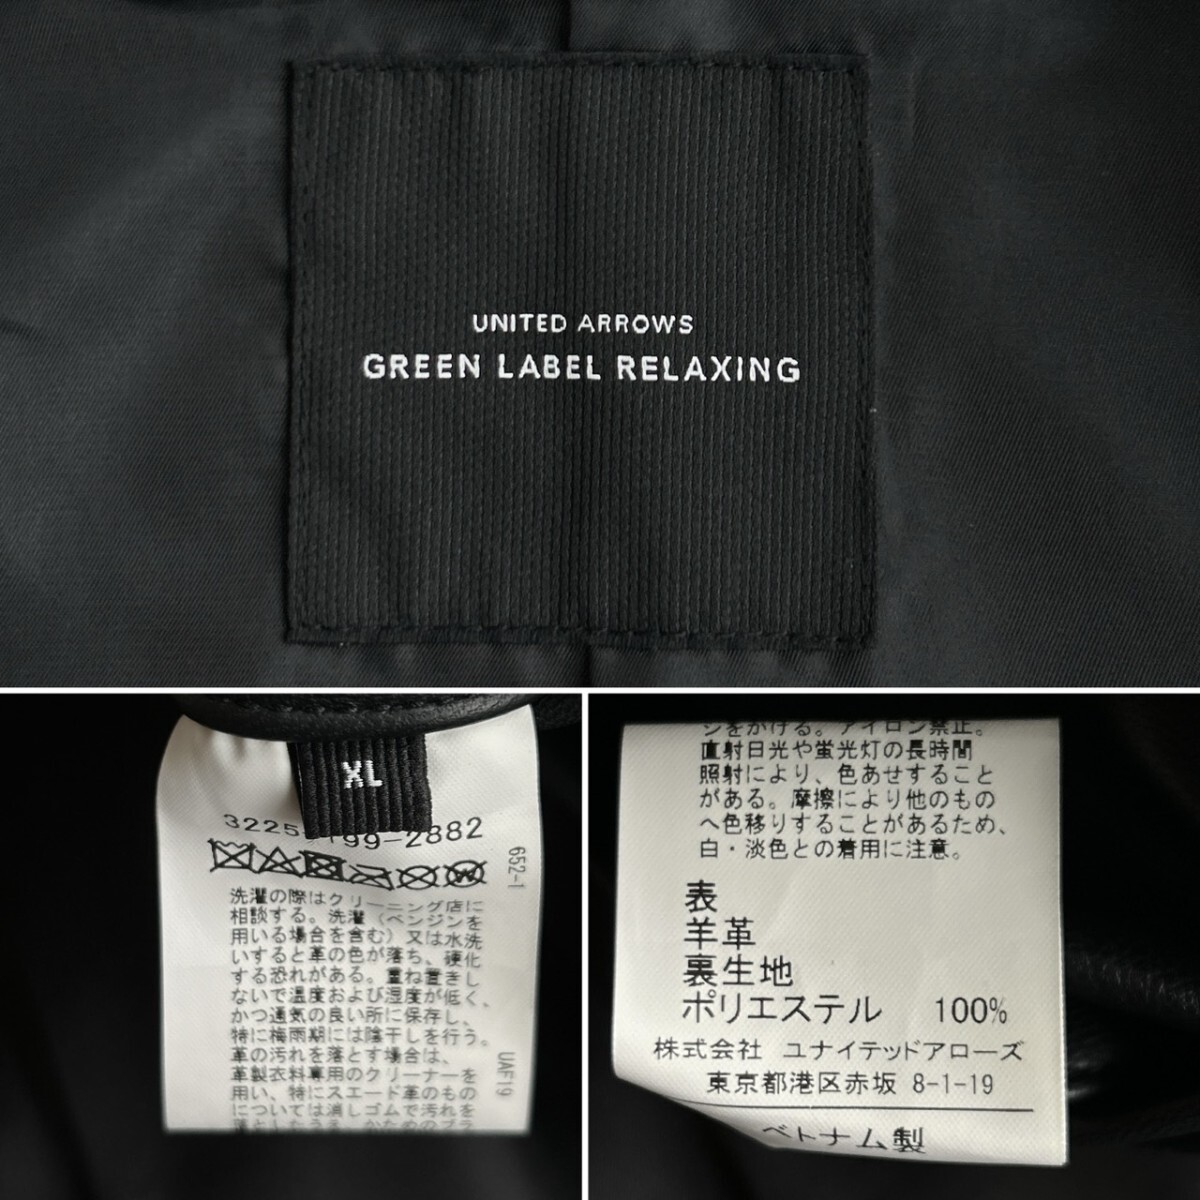 UNITED ARROWS
GREEN LABEL RELAXING
XL
3225- 199-2882
652-1
洗濯の際はクリーニング店に
相談する。洗濯（ベンジンを
用いる場合を含む）又は水洗
いすると革の色が落ち、硬化
する恐れがある。重ね置きし
ないで温度および湿度が低く、
かつ通気の良い所に保存し、
特に梅雨期には陰干しを行う。
革の汚れを落とす場合は、
革製衣料専用のクリーナーを
用い、特にスエード革のもの
については消しゴムで汚れを
落としたうえ、かためのブラ
UAF19
シをかける。アイロン禁止。
直射日光や蛍光灯の長時間
照射により、色あせすること
がある。摩擦により他のもの
へ色移りすることがあるため、
白・淡色との着用に注意。
表
羊革
裏生地
ポリエステル 100%
株式会社 ユナイテッドアローズ
東京都港区赤坂 8-1-19
ベトナム製